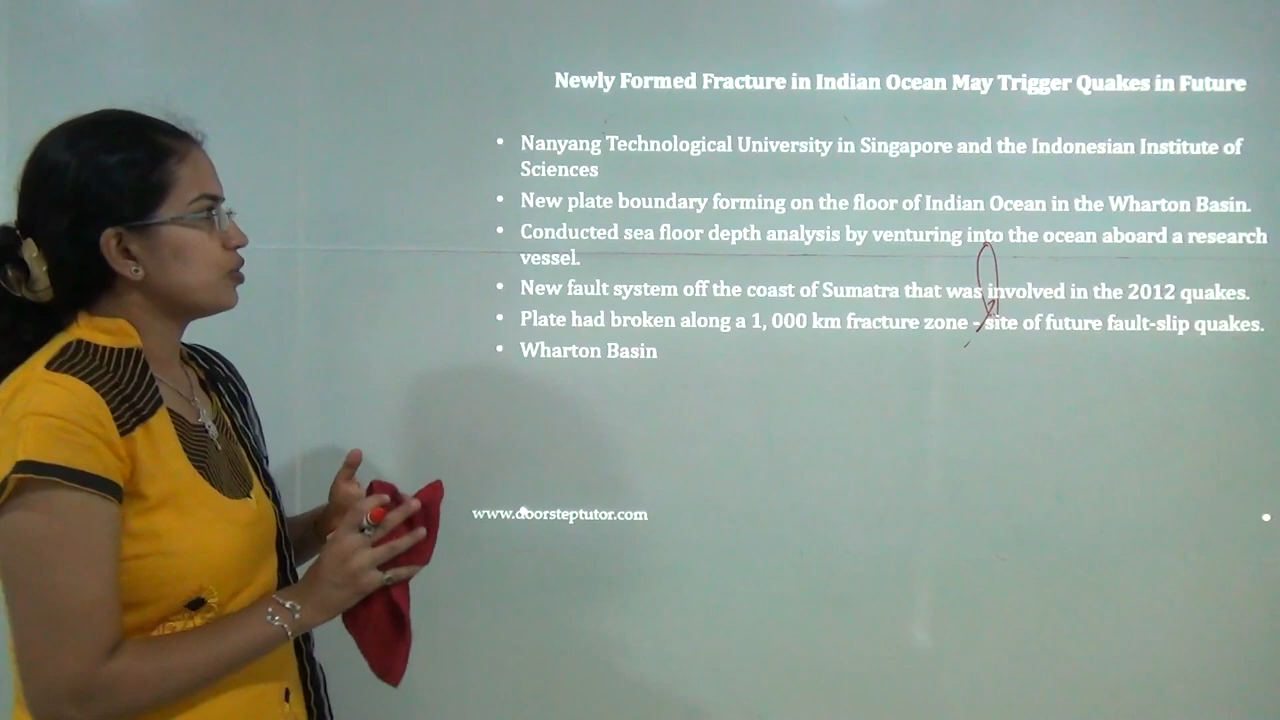 Newly Formed Fracture in Indian Ocean May Trigger Quakes in Future
• Nanyang Technological University in Singapore and the Indonesian Institute of
Sciences
• New plate boundary forming on the floor of Indian Ocean in the Wharton Basin.
• Conducted sea floor depth analysis by venturing into the ocean aboard a research
vessel.
• New fault system off the coast of Sumatra that was involved in the 2012 quakes.
• Plate had broken along a 1, 000 km fracture zone - site of future fault-slip quakes.
• Wharton Basin
www.doorsteptutor.com